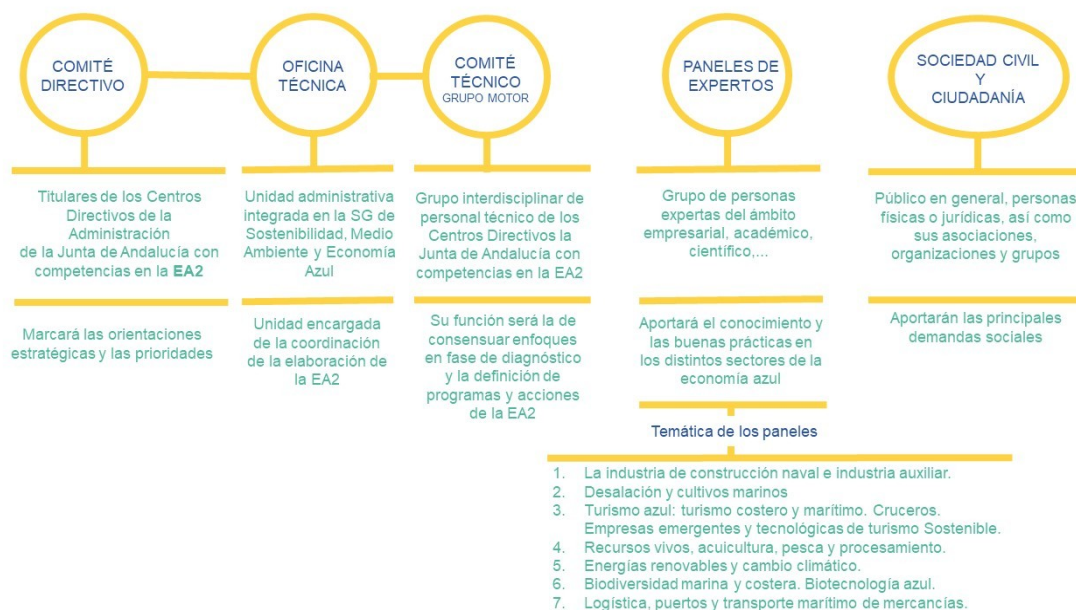 COMITÉ
DIRECTIVO
OFICINA
TÉCNICA
COMITÉ
TÉCNICO
GRUPO MOTOR
PANELES DE
EXPERTOS
SOCIEDAD CIVIL
Y
CIUDADANÍA
Titulares de los Centros
Directivos de la
Administración
de la Junta de Andalucía con
competencias en la EA2
Unidad administrativa
integrada en la SG de
Sostenibilidad, Medio
Ambiente y Economía
Azul
Grupo interdisciplinar de
personal técnico de los
Centros Directivos la
Junta de Andalucía con
competencias en la EA2
Grupo de personas
expertas del ámbito
empresarial, académico,
científico,...
Público en general, personas
físicas o jurídicas, así como
sus asociaciones,
organizaciones y grupos
Marcará las orientaciones
estratégicas y las prioridades
Unidad encargada
de la coordinación
de la elaboración de
la EA2
Su función será la de
consensuar enfoques
en fase de diagnóstico
y la definición de
programas y acciones
de la EA2
Aportará el conocimiento y
las buenas prácticas en
los distintos sectores de la
economía azul
Aportarán las principales
demandas sociales
Temática de los paneles
1. La industria de construcción naval e industria auxiliar.
2. Desalación y cultivos marinos
3. Turismo azul: turismo costero y marítimo. Cruceros.
Empresas emergentes y tecnológicas de turismo Sostenible.
4. Recursos vivos, acuicultura, pesca y procesamiento.
5. Energías renovables y cambio climático.
6. Biodiversidad marina y costera. Biotecnología azul.
7. Logística, puertos y transporte marítimo de mercancías.